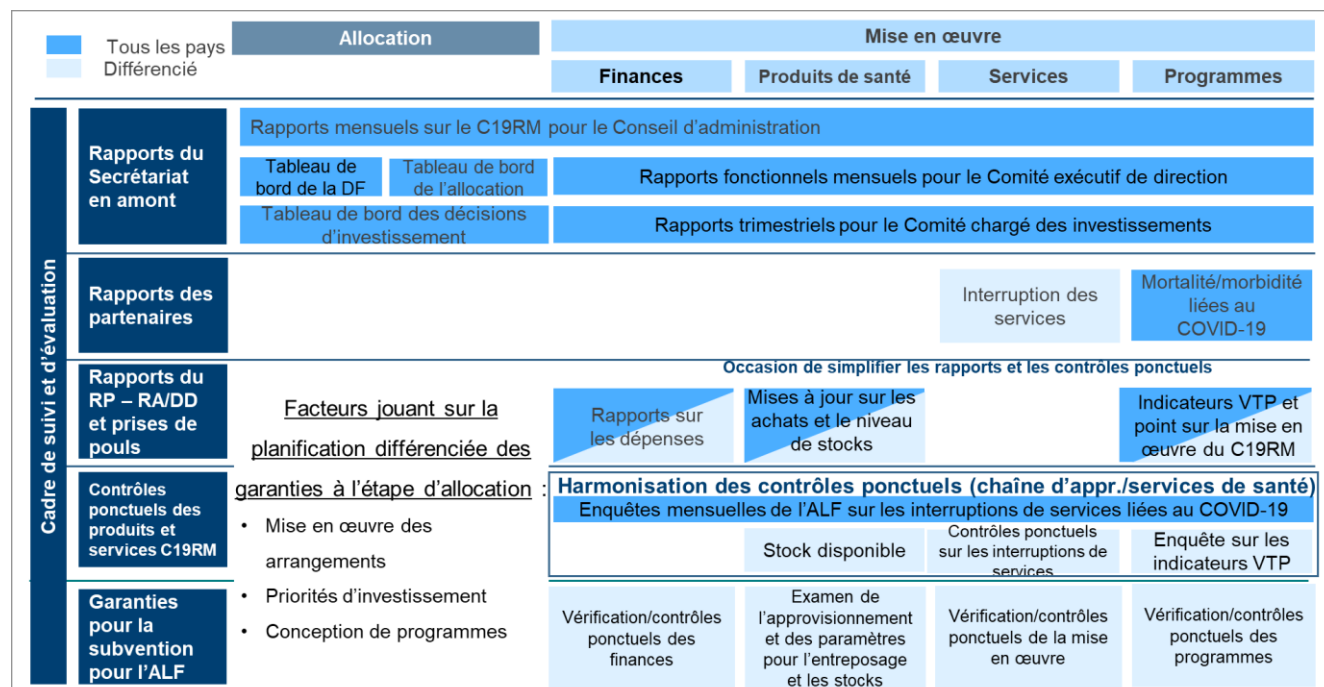 Tous les pays
Différencié
Allocation
Mise en œuvre
Finances
Produits de santé
Services
Programmes
Cadre de suivi et d'évaluation
Rapports du
Secrétariat
en amont
Rapports mensuels sur le C19RM pour le Conseil d'administration
Tableau de
bord de la DF
Tableau de bord
de l'allocation
Rapports fonctionnels mensuels pour le Comité exécutif de direction
Tableau de bord des décisions
d'investissement
Rapports trimestriels pour le Comité chargé des investissements
Rapports des
partenaires
Interruption des
services
Mortalité/morbidité
liées au
COVID-19
Occasion de simplifier les rapports et les contrôles ponctuels
Rapports du
RP – RA/DD
et prises de
pouls
Rapports sur
les dépenses
Mises à jour sur les
achats et le niveau
de stocks
Indicateurs VTP et
point sur la mise en
œuvre du C19RM
Facteurs jouant sur la
planification différenciée des
garanties à l'étape d'allocation :
• Mise en œuvre des
arrangements
• Priorités d'investissement
• Conception de programmes
Contrôles
ponctuels des
produits et
services C19RM
Harmonisation des contrôles ponctuels (chaîne d'appr./services de santé)
Enquêtes mensuelles de l'ALF sur les interruptions de services liées au COVID-19
Stock disponible
Contrôles ponctuels
sur les interruptions de
services
Enquête sur les
indicateurs VTP
Garanties
pour la
subvention
pour l'ALF
Vérification/contrôles
ponctuels des
finances
Examen de
l'approvisionnement
et des paramètres
pour l'entreposage
et les stocks
Vérification/contrôles
ponctuels de la mise
en œuvre
Vérification/contrôles
ponctuels des
programmes